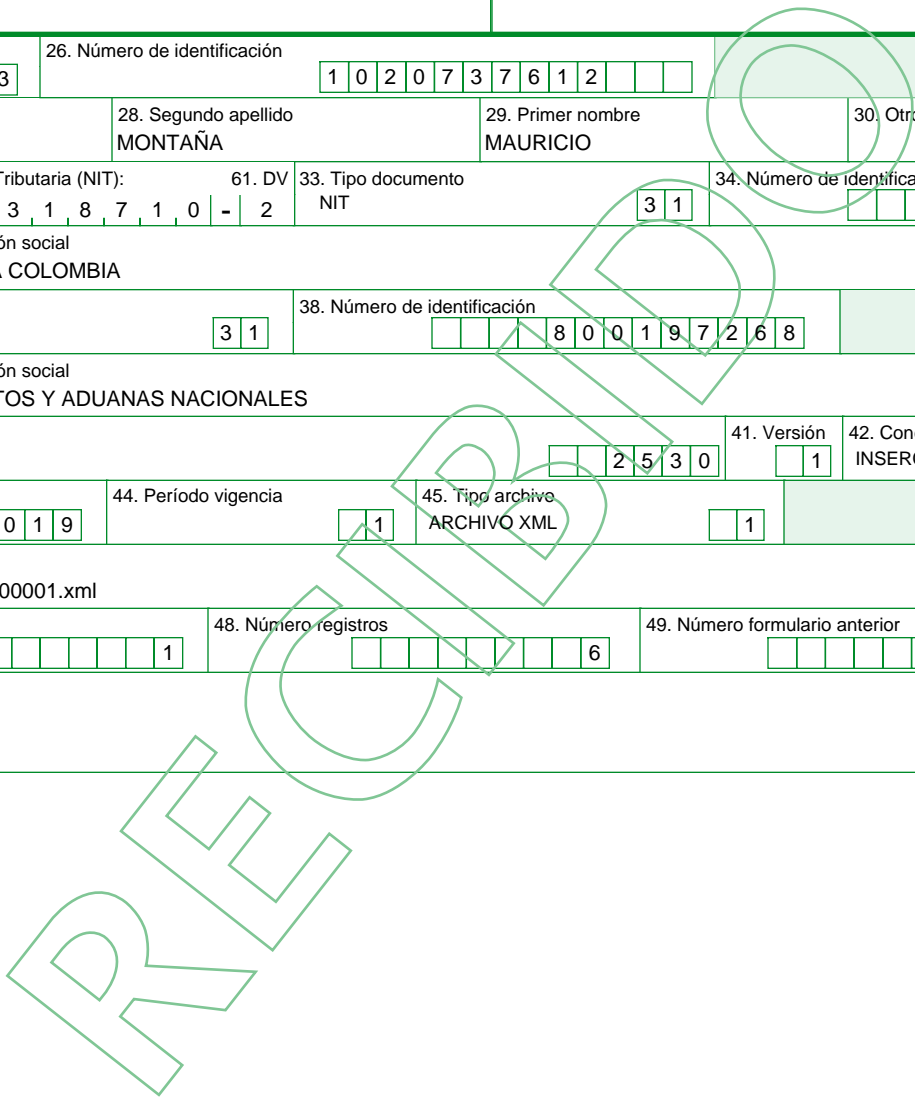 26. Número de identificación
3 1 0 2 0 7 3 7 6 1 2
28. Segundo apellido 29. Primer nombre 30. Otro
MONTAÑA MAURICIO
Tributaria (NIT): 61. DV 33. Tipo documento 34. Número de identifica
3 1 8 7 1 0 - 2 NIT 3 1
ón social
A COLOMBIA
38. Número de identificación
3 1 8 0 0 1 9 7 2 6 8
ón social
TOS Y ADUANAS NACIONALES
41. Versión 42. Con
2 5 3 0 1 INSERC
44. Período vigencia 45. Tipo archivo
0 1 9 1 ARCHIVO XML 1
00001.xml
48. Número registros 49. Número formulario anterior
1 6
RECIBIDO